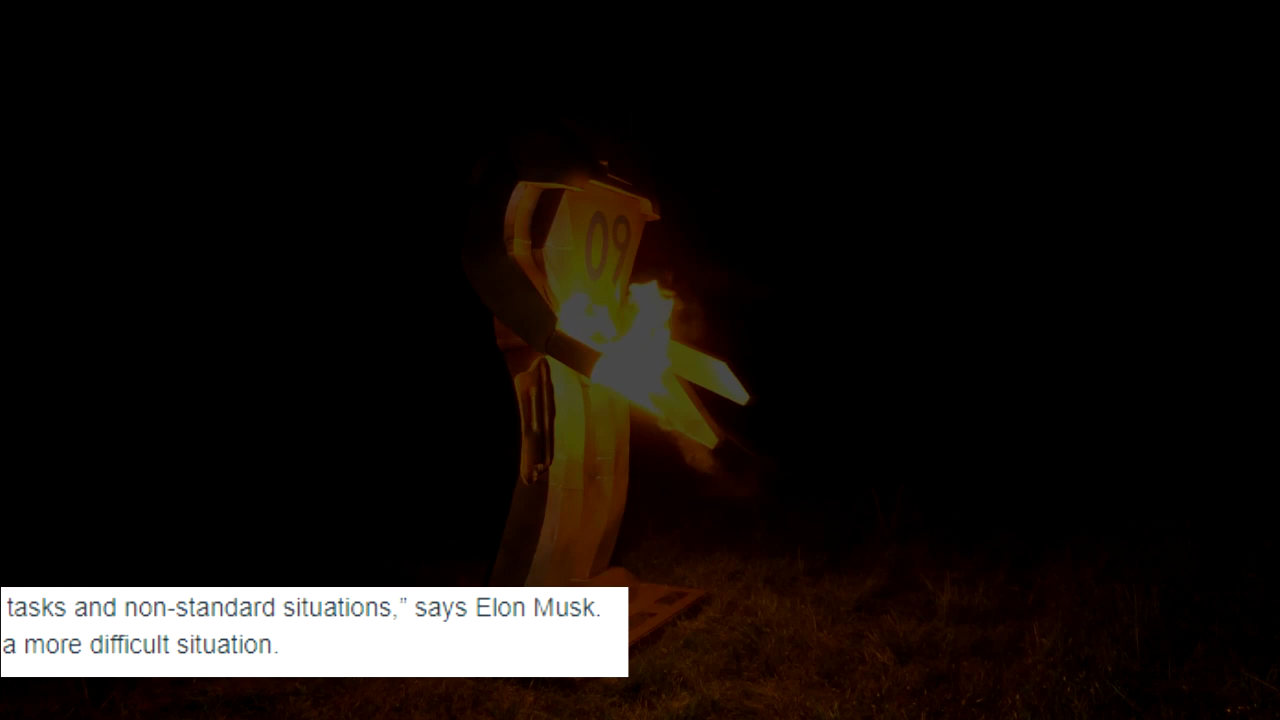 09
tasks and non-standard situations,” says Elon Musk.
a more difficult situation.